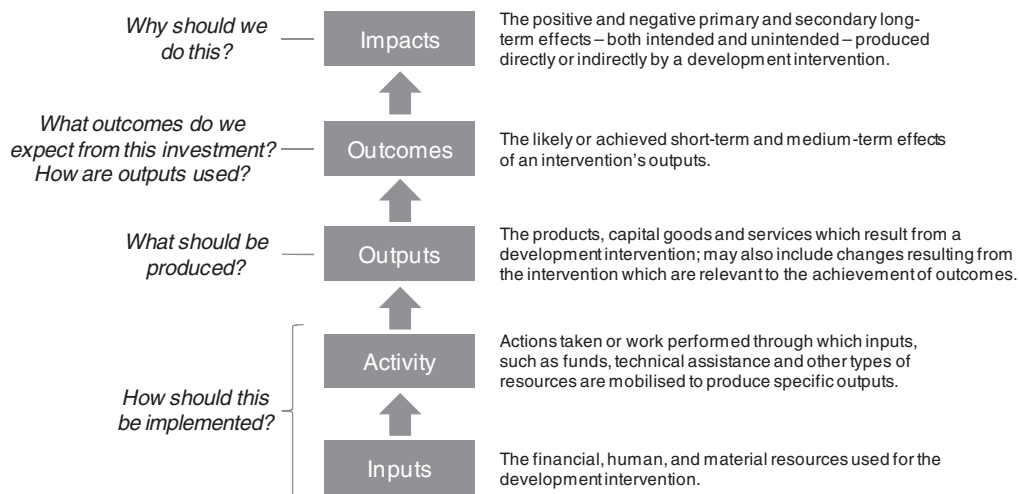 Why should we
do this?
Impacts
The positive and negative primary and secondary long-
term effects – both intended and unintended – produced
directly or indirectly by a development intervention.
What outcomes do we
expect from this investment?
How are outputs used?
Outcomes
The likely or achieved short-term and medium-term effects
of an intervention's outputs.
What should be
produced?
Outputs
The products, capital goods and services which result from a
development intervention; may also include changes resulting from
the intervention which are relevant to the achievement of outcomes.
How should this
be implemented?
Activity
Actions taken or work performed through which inputs,
such as funds, technical assistance and other types of
resources are mobilised to produce specific outputs.
Inputs
The financial, human, and material resources used for the
development intervention.